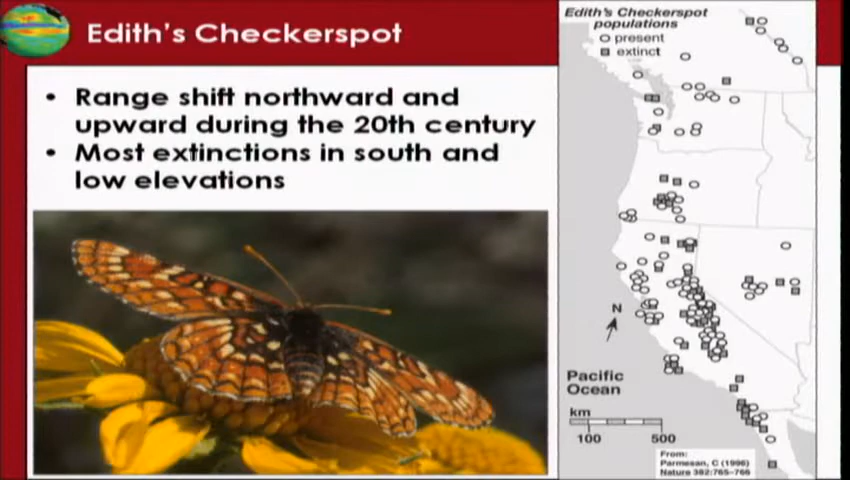 Edith's Checkerspot
• Range shift northward and
upward during the 20th century
• Most extinctions in south and
low elevations
Edith's Checkerspot
populations
present
extinct
N
Pacific
Ocean
km
100 500
From:
Parmesan, C (1996)
Nature 382:765-766